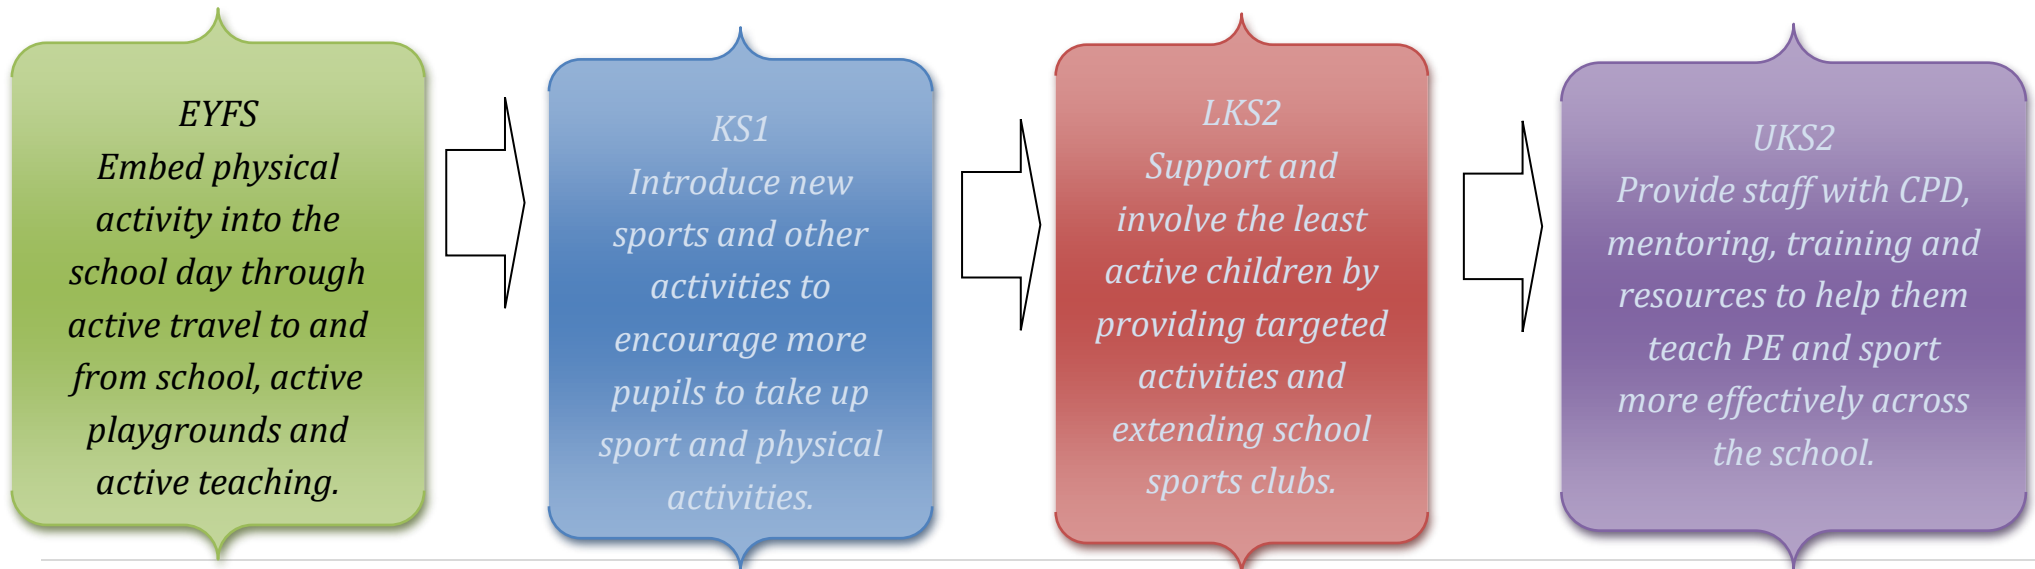 EYFS
Embed physical
activity into the
school day through
active travel to and
from school, active
playgrounds and
active teaching.
KS1
Introduce new
sports and other
activities to
encourage more
pupils to take up
sport and physical
activities.
LKS2
Support and
involve the least
active children by
providing targeted
activities and
extending school
sports clubs.
UKS2
Provide staff with CPD,
mentoring, training and
resources to help them
teach PE and sport
more effectively across
the school.